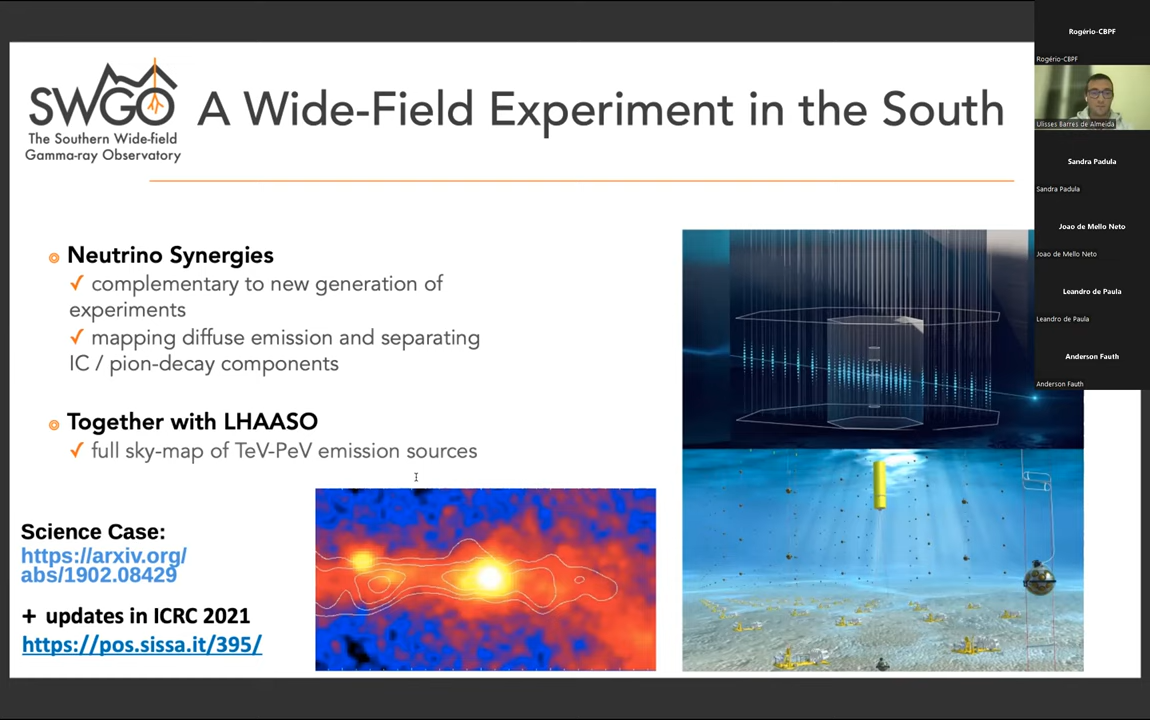 SWGO
The Southern Wide-field
Gamma-ray Observatory
A Wide-Field Experiment in the South
Neutrino Synergies
✓ complementary to new generation of
experiments
✓ mapping diffuse emission and separating
IC / pion-decay components
Together with LHAASO
✓ full sky-map of TeV-PeV emission sources
Science Case:
https://arxiv.org/
abs/1902.08429
+ updates in ICRC 2021
https://pos.sissa.it/395/
Rogério-CBPF
Rogério-CBPF
Ulisses Barres de Almeida
Sandra Padula
Sandra Padula
Joao de Mello Neto
Joao de Mello Neto
Leandro de Paula
Leandro de Paula
Anderson Fauth
Anderson Fauth